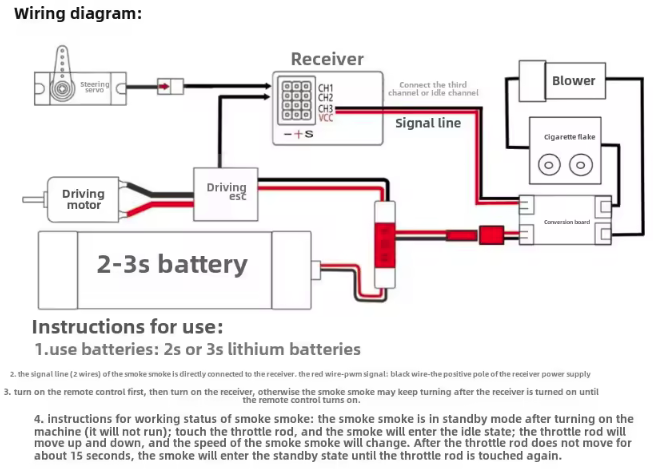 Wiring diagram:
Receiver
Steering
servo
CH1
CH2
CH3
VCC
- + S
Connect the third
channel or idle channel
Signal line
Blower
Cigarette flake
Conversion board
Driving
motor
Driving
esc
2-3s battery
Instructions for use:
1.use batteries: 2s or 3s lithium batteries
2. the signal line (2 wires) of the smoke smoke is directly connected to the receiver. the red wire-pwm signal: black wire-the positive pole of the receiver power supply
3. turn on the remote control first, then turn on the receiver, otherwise the smoke smoke may keep turning after the receiver is turned on until
the remote control turns on.
4. instructions for working status of smoke smoke: the smoke smoke is in standby mode after turning on the
machine (it will not run); touch the throttle rod, and the smoke will enter the idle state; the throttle rod will
move up and down, and the speed of the smoke smoke will change. After the throttle rod does not move for
about 15 seconds, the smoke will enter the standby state until the throttle rod is touched again.